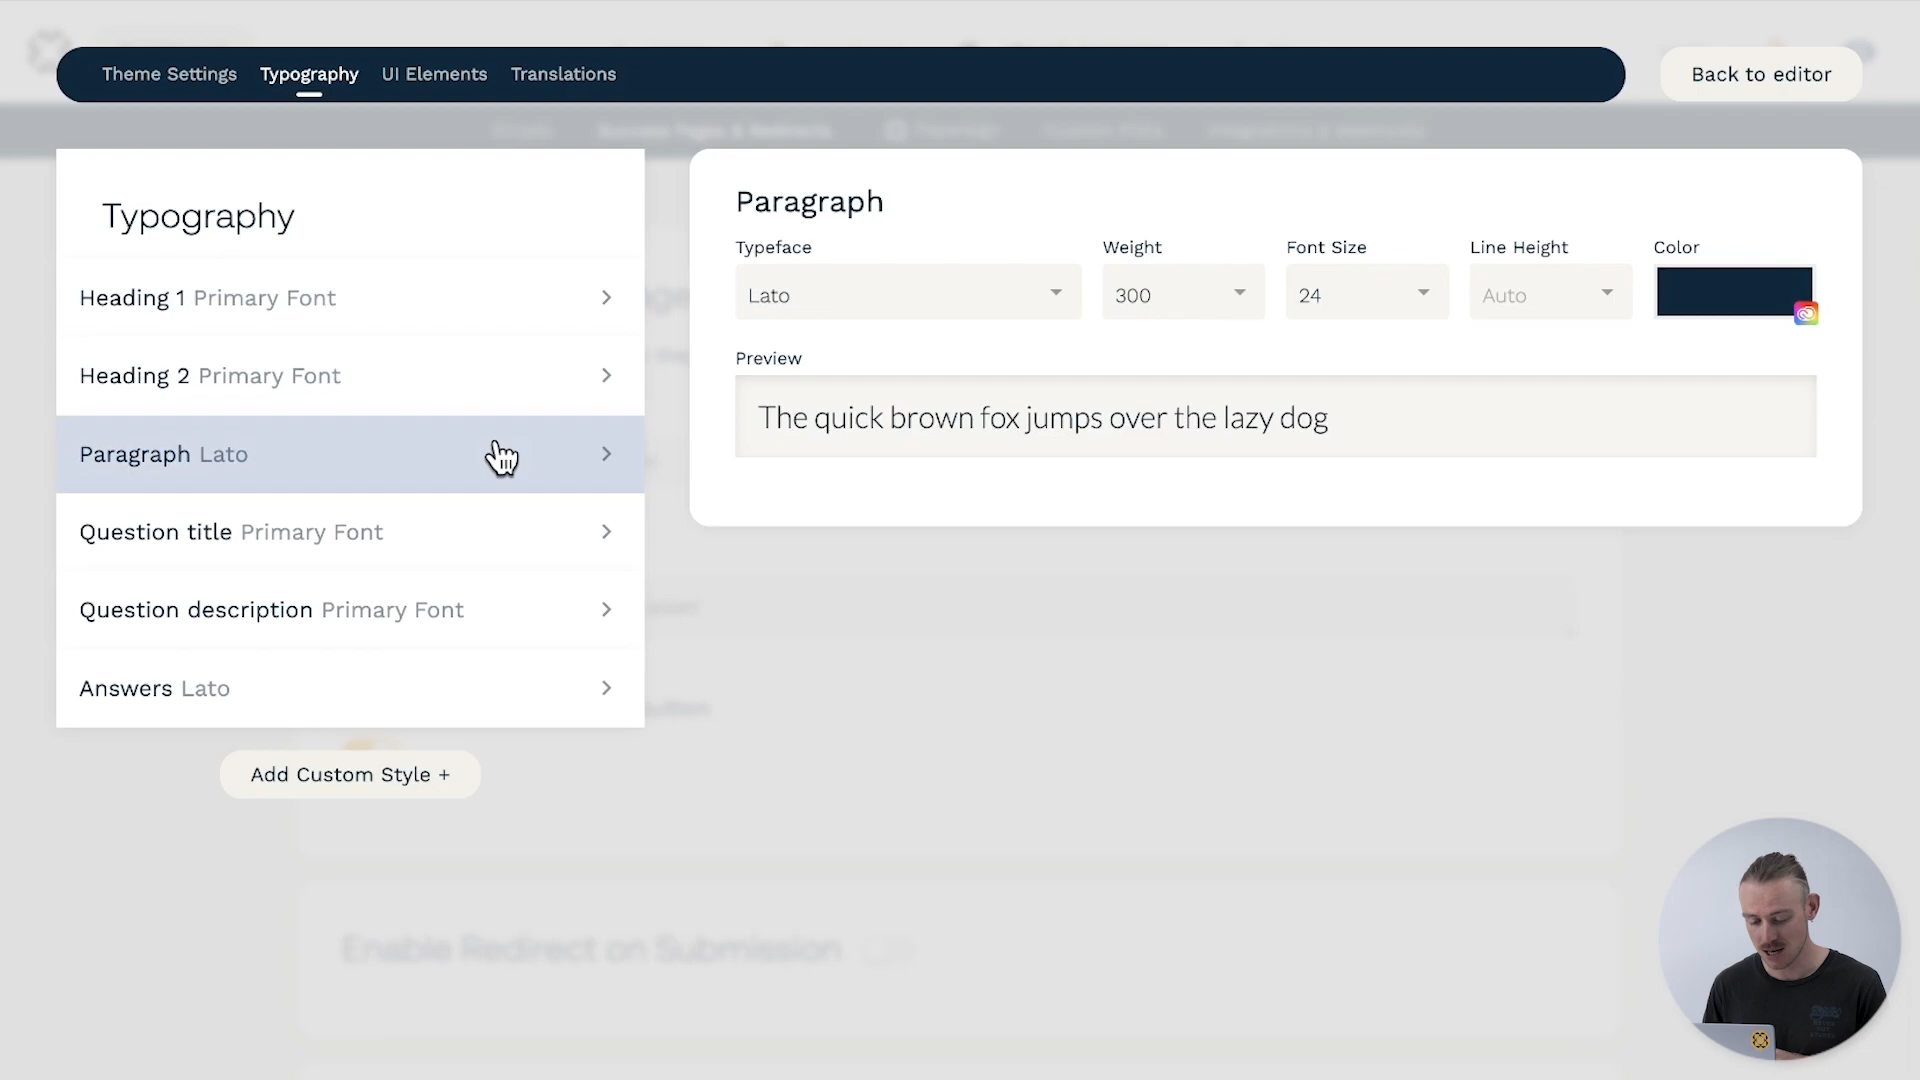 Theme Settings Typography UI Elements Translations
Back to editor
Success Pages & Redirects
Typography
Heading 1 Primary Font
Heading 2 Primary Font
Paragraph Lato
Question title Primary Font
Question description Primary Font
Answers Lato
Add Custom Style +
Paragraph
Typeface Weight Font Size Line Height Color
Lato 300 24 Auto
Preview
The quick brown fox jumps over the lazy dog
Enable Redirect on Submission